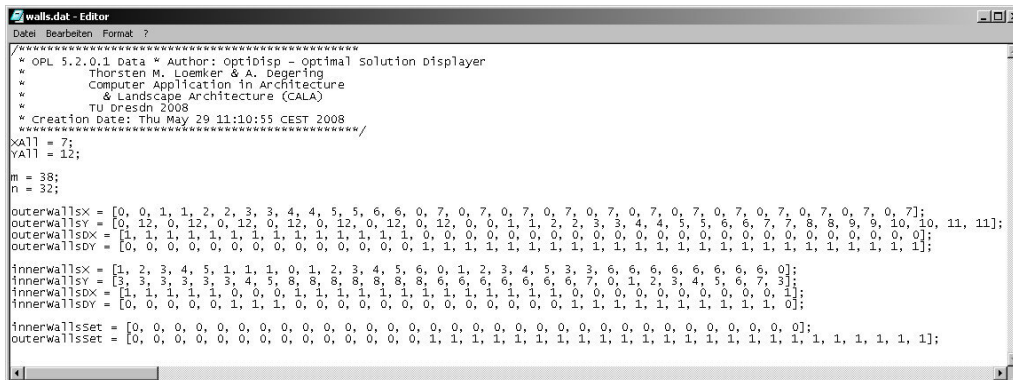 walls.dat - Editor
Datei Bearbeiten Format ?
/************************************************
* OPL 5.2.0.1 Data * Author: OptiDisp - Optimal Solution Displayer
* Thorsten M. Loemker & A. Degering
* Computer Application in Architecture
* & Landscape Architecture (CALA)
* TU Dresdn 2008
* Creation Date: Thu May 29 11:10:55 CEST 2008
************************************************/
XAll = 7;
YAll = 12;
m = 38;
n = 32;
outerWallsX = [0, 0, 1, 1, 2, 2, 3, 3, 4, 4, 5, 5, 6, 6, 0, 7, 0, 7, 0, 7, 0, 7, 0, 7, 0, 7, 0, 7, 0, 7, 0, 7, 0, 7, 0, 7, 0, 7];
outerWallsY = [0, 12, 0, 12, 0, 12, 0, 12, 0, 12, 0, 12, 0, 12, 0, 0, 1, 1, 2, 2, 3, 3, 4, 4, 5, 5, 6, 6, 7, 7, 8, 8, 9, 9, 10, 10, 11, 11];
outerWallsDX = [1, 1, 1, 1, 1, 1, 1, 1, 1, 1, 1, 1, 1, 1, 0, 0, 0, 0, 0, 0, 0, 0, 0, 0, 0, 0, 0, 0, 0, 0, 0, 0, 0, 0, 0, 0, 0, 0];
outerWallsDY = [0, 0, 0, 0, 0, 0, 0, 0, 0, 0, 0, 0, 0, 0, 1, 1, 1, 1, 1, 1, 1, 1, 1, 1, 1, 1, 1, 1, 1, 1, 1, 1, 1, 1, 1, 1, 1, 1];
innerWallsX = [1, 2, 3, 4, 5, 1, 1, 1, 0, 1, 2, 3, 4, 5, 6, 0, 1, 2, 3, 4, 5, 3, 3, 6, 6, 6, 6, 6, 6, 6, 6, 0];
innerWallsY = [3, 3, 3, 3, 3, 3, 4, 5, 8, 8, 8, 8, 8, 8, 8, 6, 6, 6, 6, 6, 6, 6, 7, 0, 1, 2, 3, 4, 5, 6, 7, 3];
innerWallsDX = [1, 1, 1, 1, 1, 0, 0, 0, 1, 1, 1, 1, 1, 1, 1, 1, 1, 1, 1, 1, 1, 0, 0, 0, 0, 0, 0, 0, 0, 0, 0, 1];
innerWallsDY = [0, 0, 0, 0, 0, 1, 1, 1, 0, 0, 0, 0, 0, 0, 0, 0, 0, 0, 0, 0, 0, 1, 1, 1, 1, 1, 1, 1, 1, 1, 1, 0];
innerWallsSet = [0, 0, 0, 0, 0, 0, 0, 0, 0, 0, 0, 0, 0, 0, 0, 0, 0, 0, 0, 0, 0, 0, 0, 0, 0, 0, 0, 0, 0, 0, 0, 0];
outerWallsSet = [0, 0, 0, 0, 0, 0, 0, 0, 0, 0, 0, 0, 0, 0, 1, 1, 1, 1, 1, 1, 1, 1, 1, 1, 1, 1, 1, 1, 1, 1, 1, 1, 1, 1, 1, 1, 1, 1];